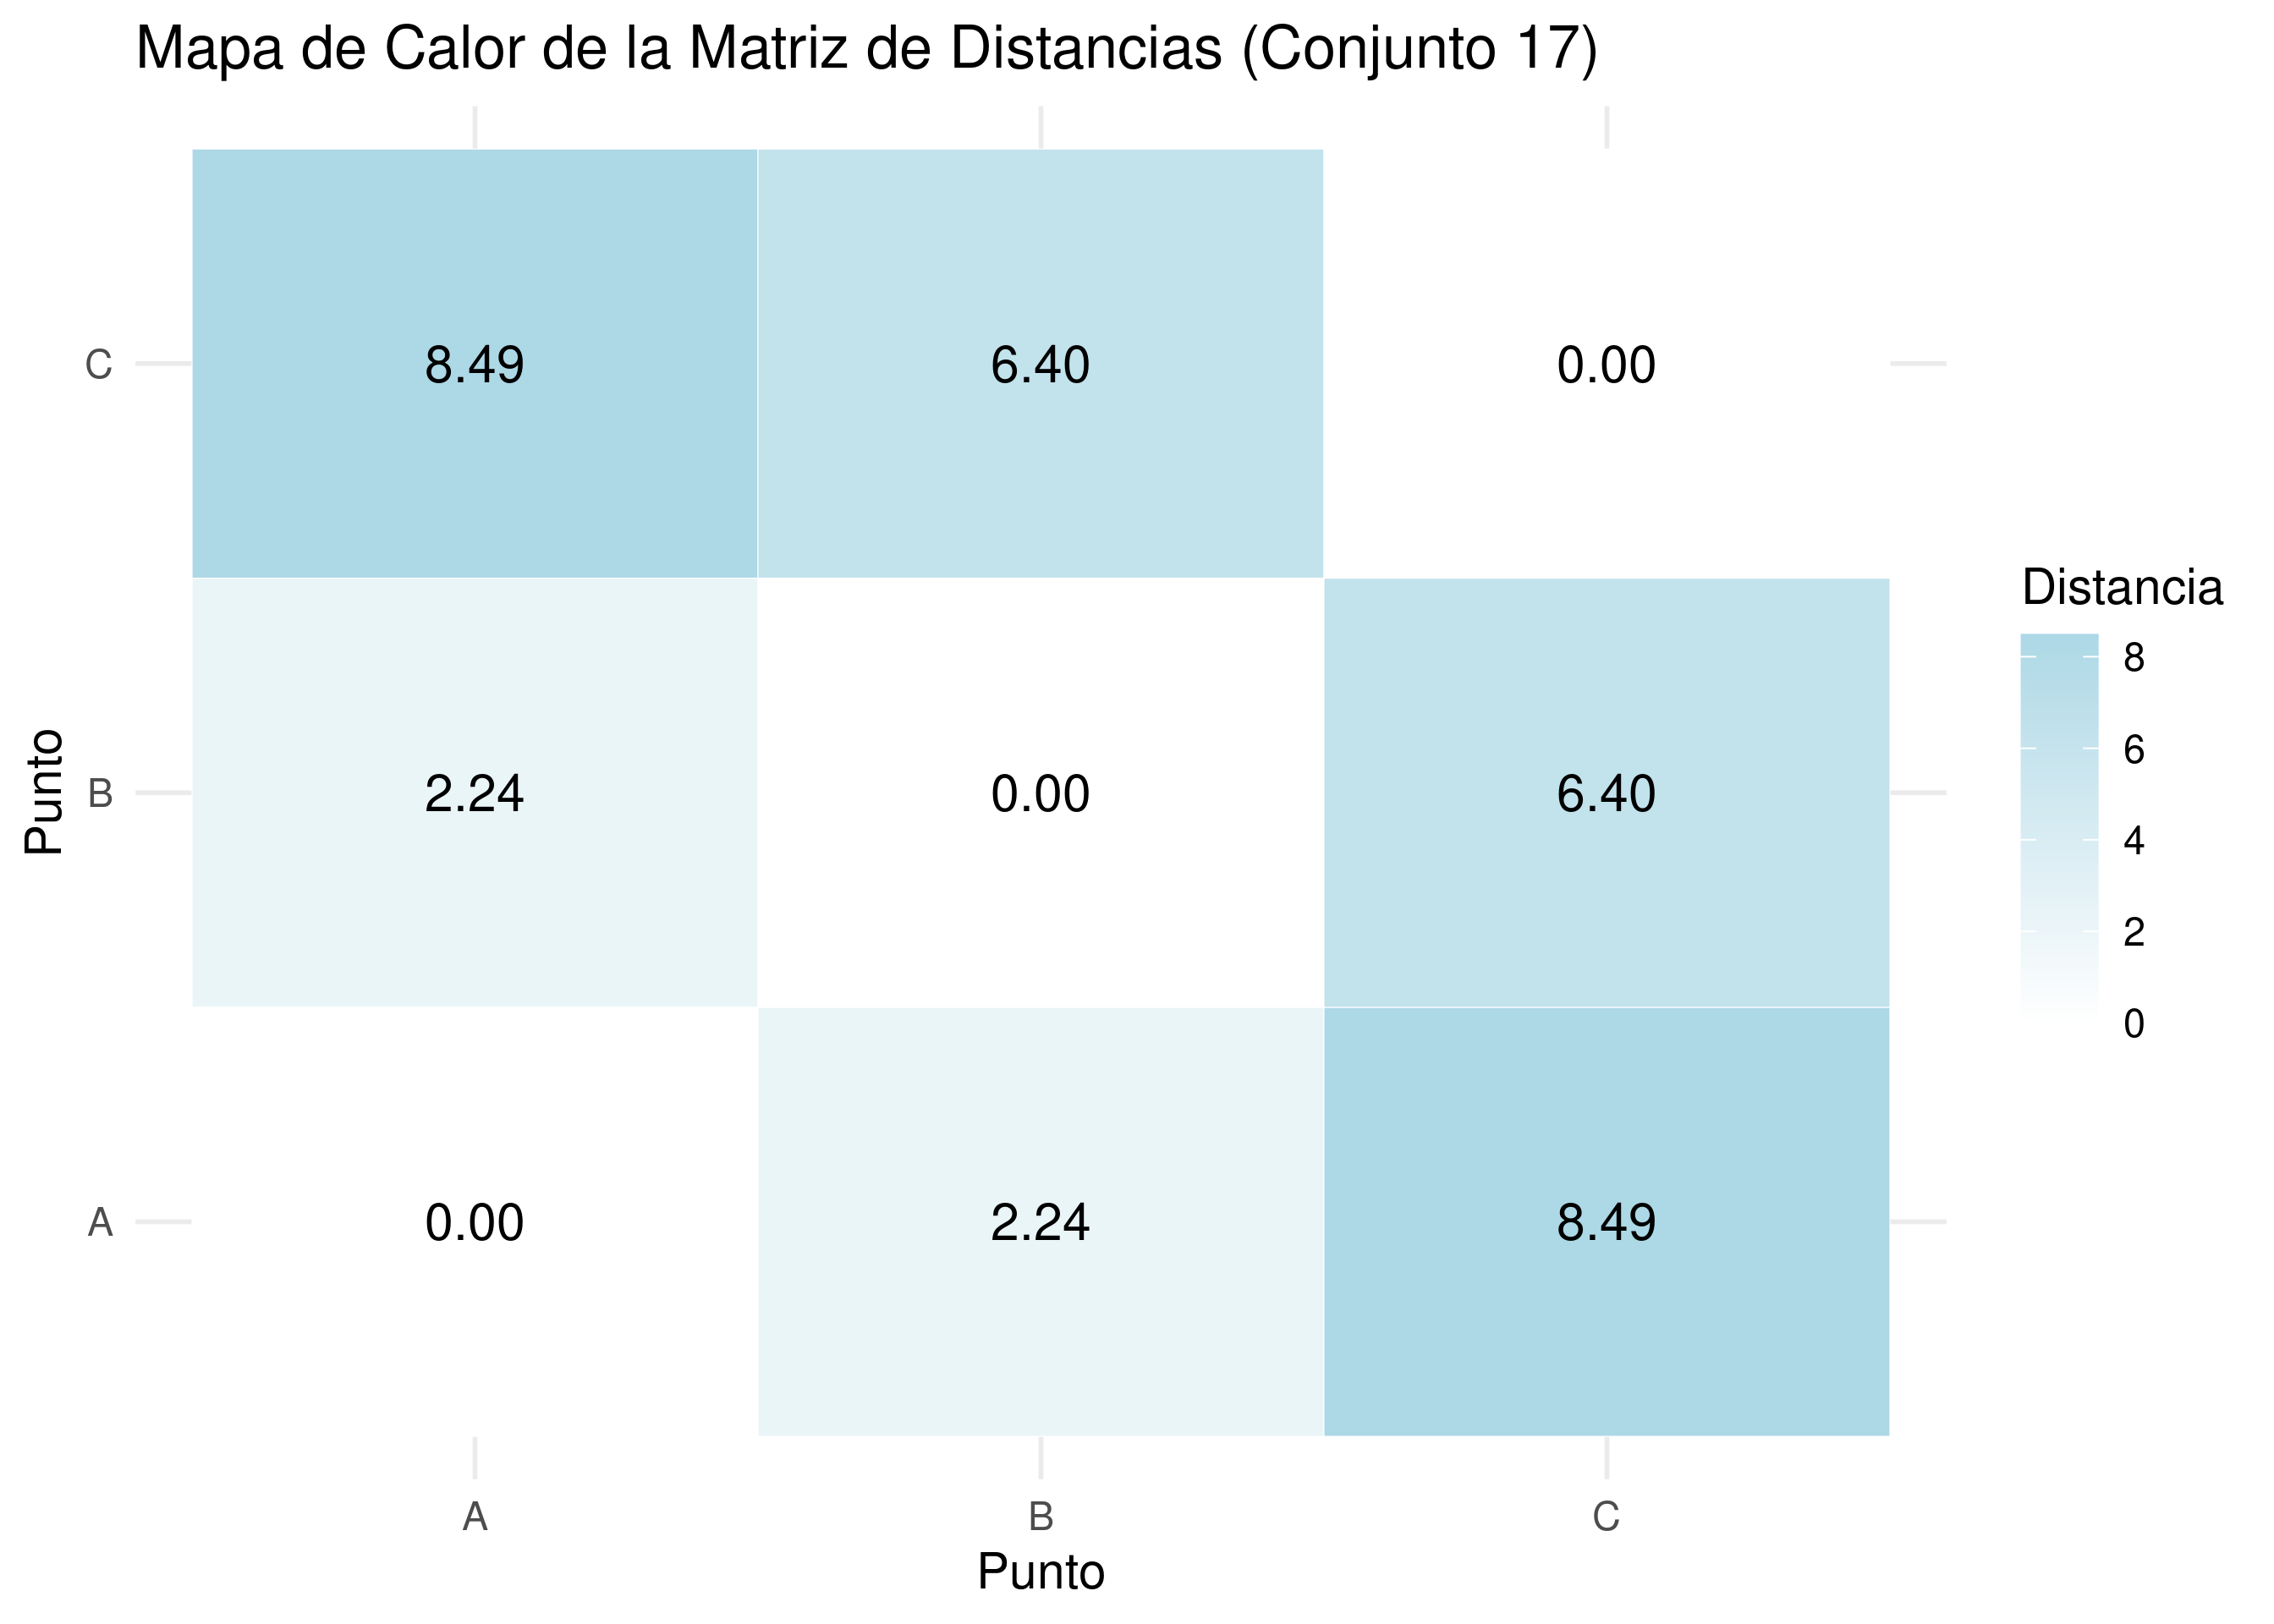 Mapa de Calor de la Matriz de Distancias (Conjunto 17)
C
8.49
6.40
0.00
B
2.24
0.00
6.40
A
0.00
2.24
8.49
A
B
C
Punto
Punto
Distancia
8
6
4
2
0